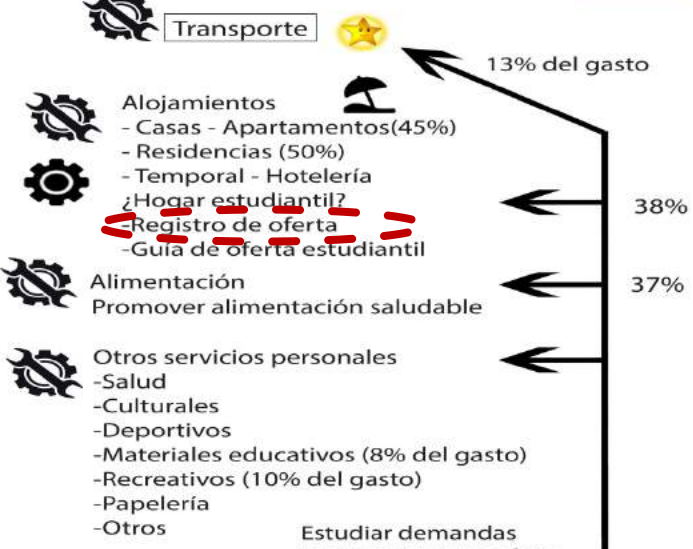 Transporte
13% del gasto
Alojamientos
- Casas - Apartamentos(45%)
- Residencias (50%)
- Temporal - Hotelería
¿Hogar estudiantil?
38%
-Registro de oferta
-Guía de oferta estudiantil
Alimentación
37%
Promover alimentación saludable
Otros servicios personales
-Salud
-Culturales
-Deportivos
-Materiales educativos (8% del gasto)
-Recreativos (10% del gasto)
-Papelería
-Otros
Estudiar demandas